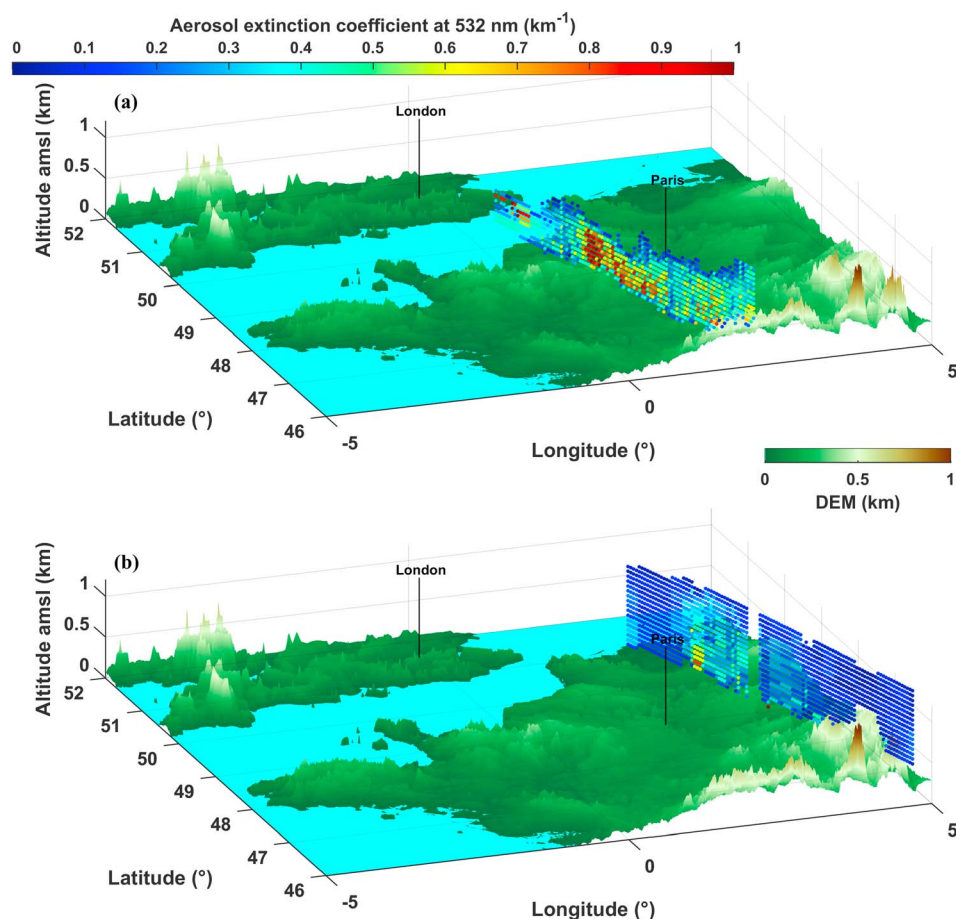 Aerosol extinction coefficient at 532 nm (km-1)
0 0.1 0.2 0.3 0.4 0.5 0.6 0.7 0.8 0.9 1
(a)
London
Paris
Altitude amsl (km)
1
0.5
0
52
51
50
49
48
47
46
Latitude (°)
-5
0
5
Longitude (°)
0 0.5 1
DEM (km)
(b)
London
Paris
Altitude amsl (km)
1
0.5
0
52
51
50
49
48
47
46
Latitude (°)
-5
0
5
Longitude (°)